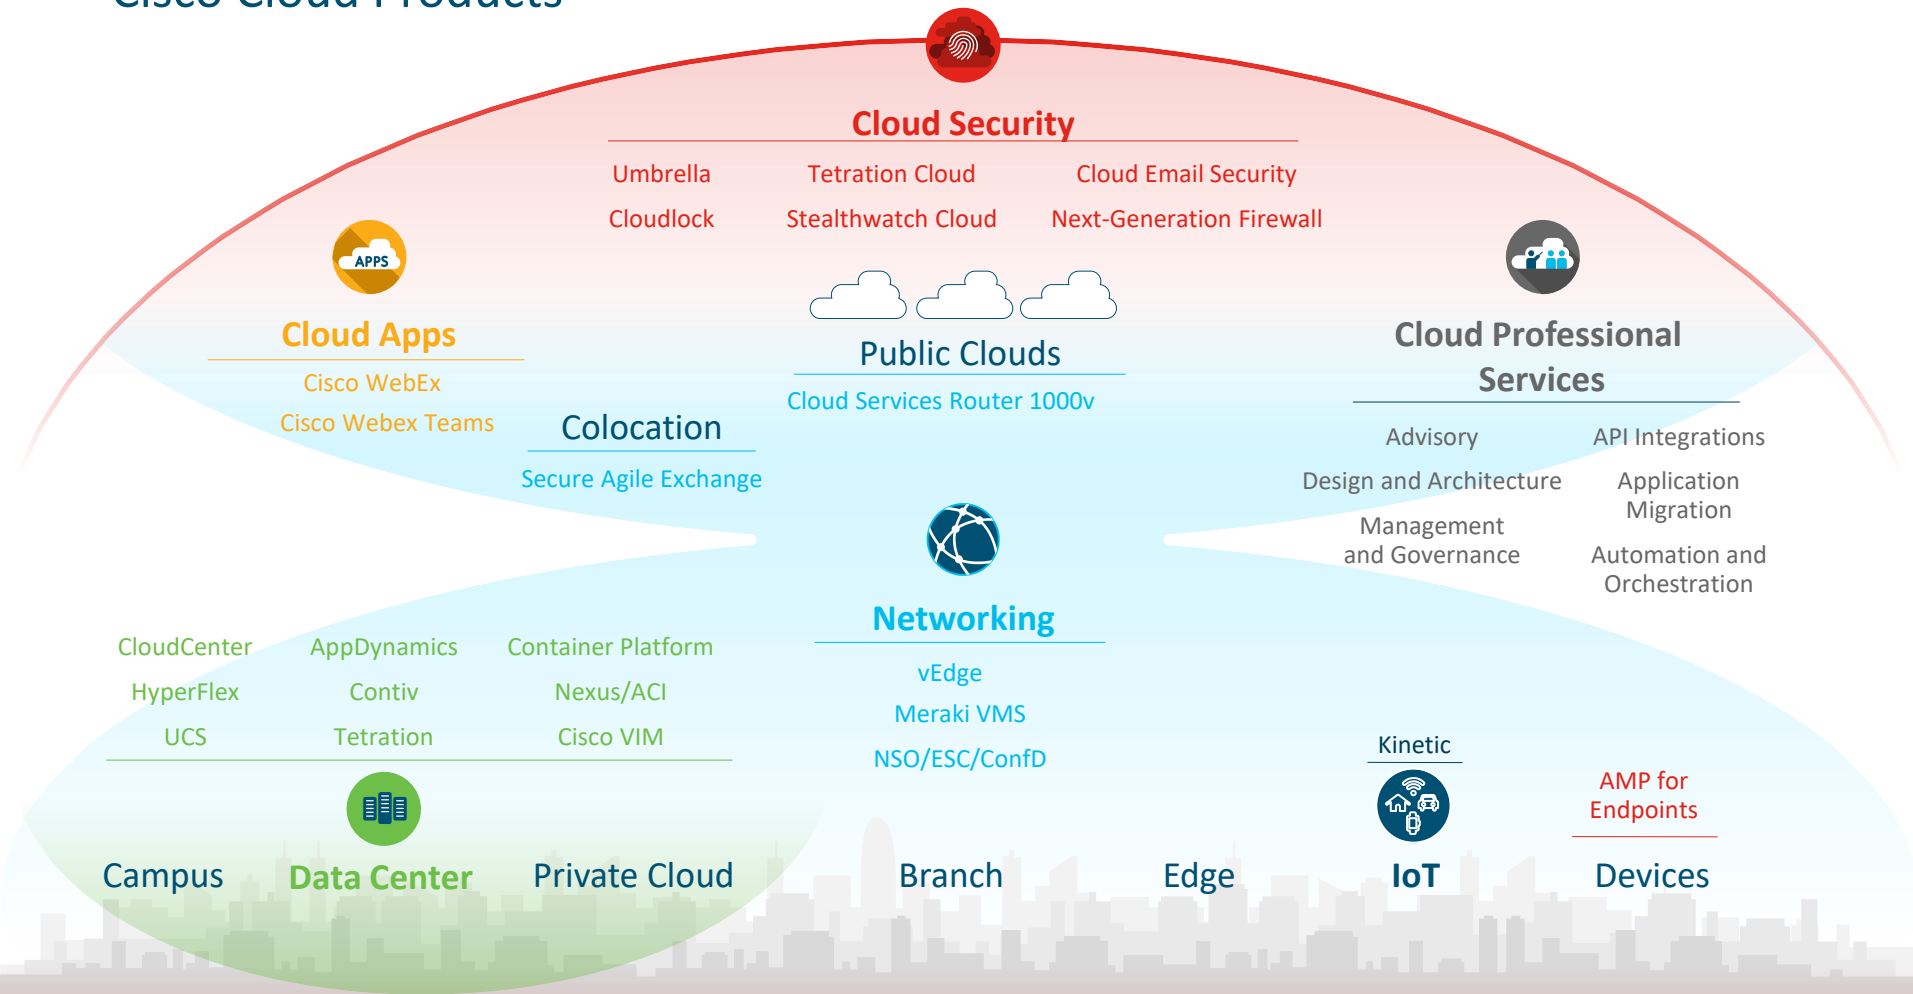 Cisco Cloud Products
Cloud Security
Umbrella Tetration Cloud Cloud Email Security
Cloudlock Stealthwatch Cloud Next-Generation Firewall
APPS
Cloud Apps
Cisco WebEx
Cisco Webex Teams
Public Clouds
Cloud Services Router 1000v
Colocation
Secure Agile Exchange
Cloud Professional
Services
Advisory
Design and Architecture
Management
and Governance
API Integrations
Application
Migration
Automation and
Orchestration
Networking
vEdge
Meraki VMS
NSO/ESC/ConfD
CloudCenter AppDynamics Container Platform
HyperFlex Contiv Nexus/ACI
UCS Tetration Cisco VIM
Kinetic
AMP for
Endpoints
Campus Data Center Private Cloud Branch Edge IoT Devices